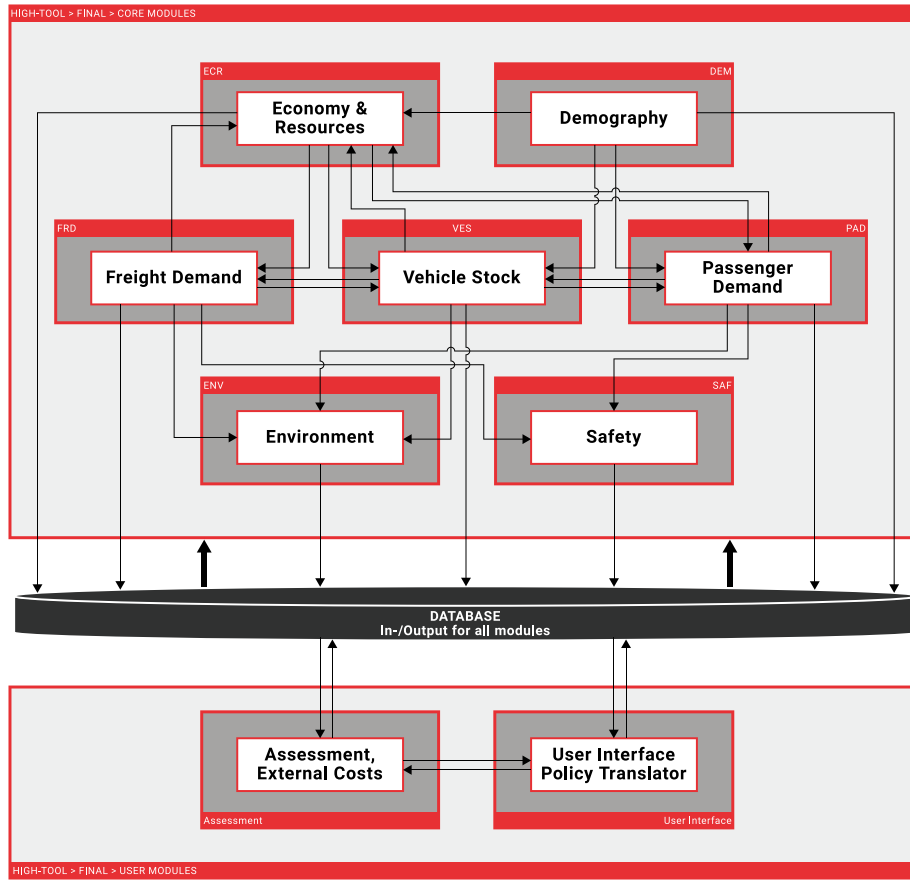 HIGH-TOOL > FINAL > CORE MODULES
ECR
DEM
Economy &
Resources
Demography
FRD
VES
PAD
Freight Demand
Vehicle Stock
Passenger
Demand
ENV
SAF
Environment
Safety
DATABASE
In-/Output for all modules
Assessment,
External Costs
User Interface
Policy Translator
Assessment
User Interface
HIGH-TOOL > FINAL > USER MODULES